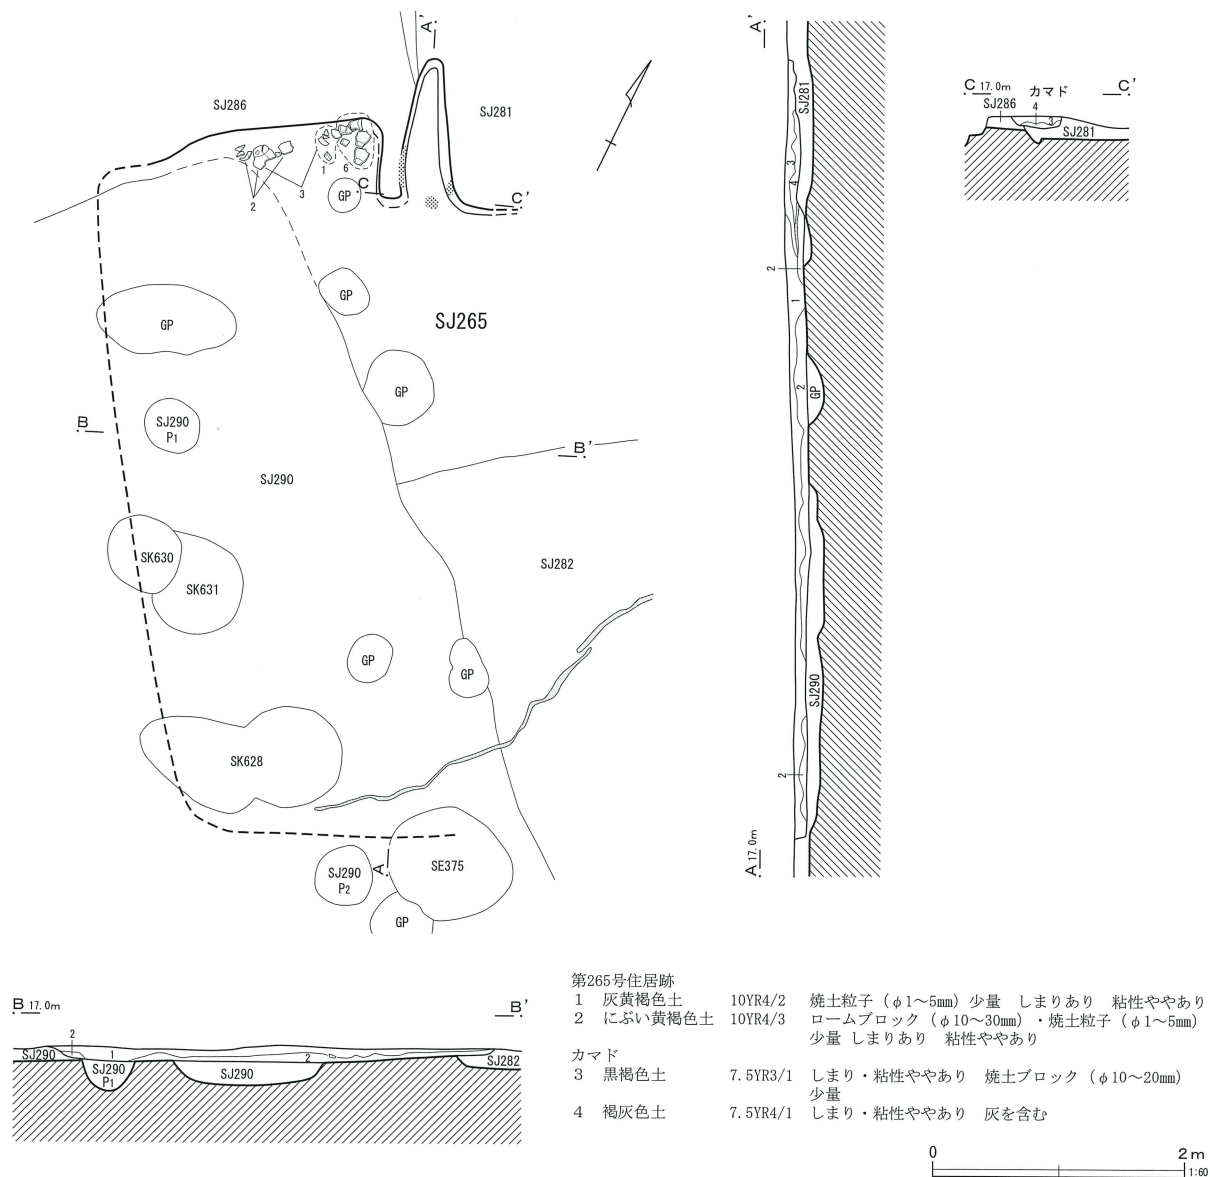 A'
SJ286
SJ281
1
6
3
2
GP
C
C'
GP
GP
SJ265
GP
B
SJ290
P1
B'
SJ290
SK630
SK631
SJ282
GP
GP
SK628
SJ290
P2
A
SE375
GP
A'
SJ281
3
4
2
1
2
GP
SJ290
2
A 17.0m
C 17.0m
カマド
C'
SJ286
4
3
SJ281
B 17.0m
B'
2
SJ290
1
2
SJ282
SJ290
P1
SJ290
第265号住居跡
1 灰黄褐色土 10YR4/2 焼土粒子(φ1～5mm)少量 しまりあり 粘性ややあり
2 にぶい黄褐色土 10YR4/3 ロームブロック(φ10～30mm)・焼土粒子(φ1～5mm)
少量 しまりあり 粘性ややあり
カマド
3 黒褐色土 7.5YR3/1 しまり・粘性ややあり 焼土ブロック(φ10～20mm)
少量
4 褐灰色土 7.5YR4/1 しまり・粘性ややあり 灰を含む
0 2m
1:60